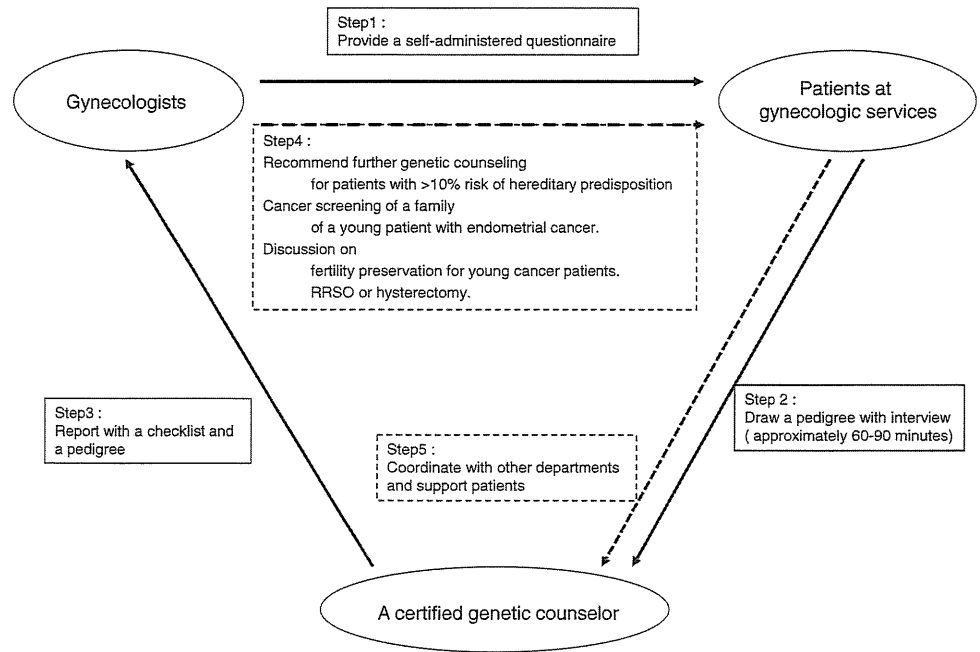 Step1 :
Provide a self-administered questionnaire
Gynecologists
Patients at
gynecologic services
Step4 :
Recommend further genetic counseling
for patients with >10% risk of hereditary predisposition
Cancer screening of a family
of a young patient with endometrial cancer.
Discussion on
fertility preservation for young cancer patients.
RRSO or hysterectomy.
Step3 :
Report with a checklist and
a pedigree
Step 2 :
Draw a pedigree with interview
( approximately 60-90 minutes)
Step5 :
Coordinate with other departments
and support patients
A certified genetic counselor